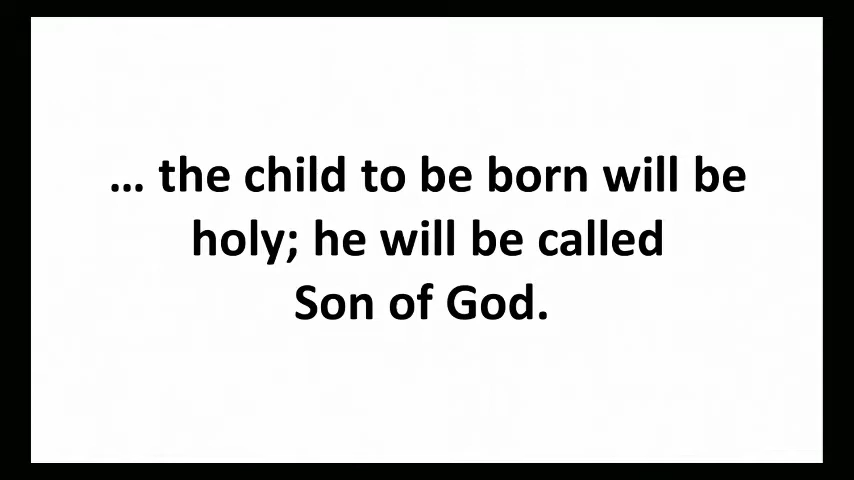 … the child to be born will be
holy; he will be called
Son of God.